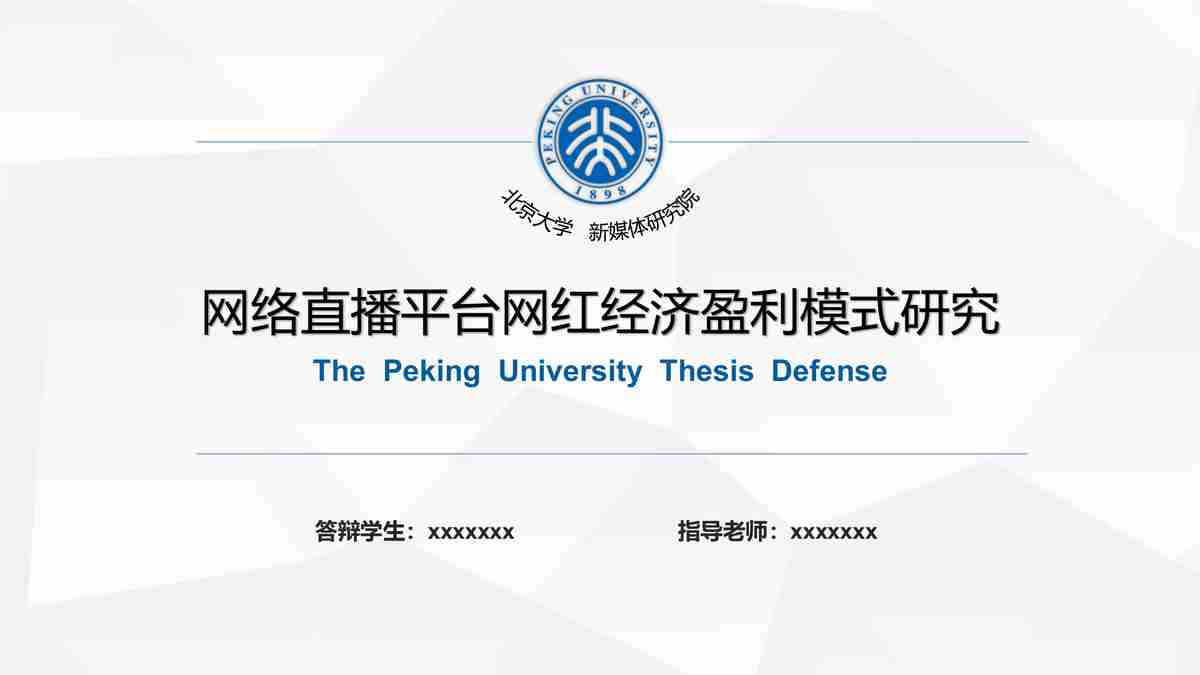 PEKING UNIVERSITY
1898
北京大学 新媒体研究院
网络直播平台网红经济盈利模式研究
The Peking University Thesis Defense
答辩学生：xxxxxxx 指导老师：xxxxxxx